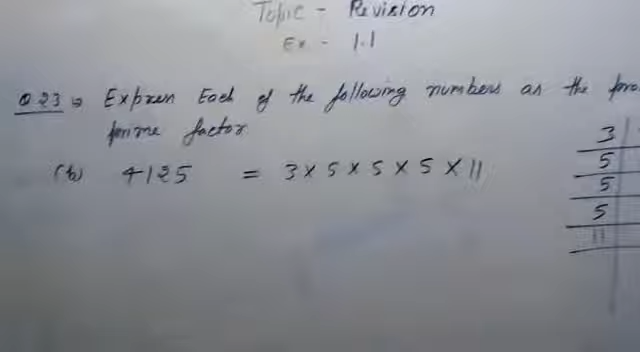 Topic - Revision
Ex - 1.1
Q 23 ⇒ Express Each of the following numbers as the pro
prime factor
(b) 4125 = 3 × 5 × 5 × 5 × 11
3
5
5
5
11